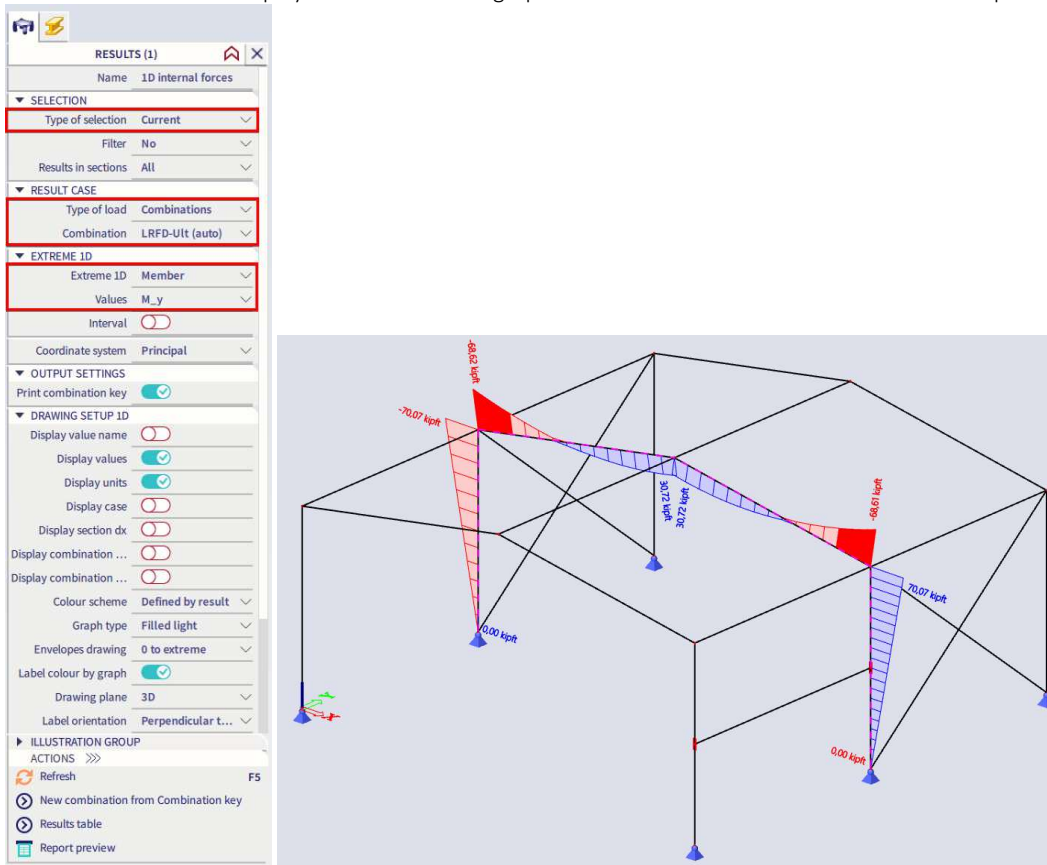 RESULTS (1)
Name 1D internal forces
SELECTION
Type of selection Current
Filter No
Results in sections All
RESULT CASE
Type of load Combinations
Combination LRFD-Ult (auto)
EXTREME 1D
Extreme 1D Member
Values M_y
Interval
Coordinate system Principal
OUTPUT SETTINGS
Print combination key
DRAWING SETUP 1D
Display value name
Display values
Display units
Display case
Display section dx
Display combination ...
Display combination ...
Colour scheme Defined by result
Graph type Filled light
Envelopes drawing 0 to extreme
Label colour by graph
Drawing plane 3D
Label orientation Perpendicular t...
ILLUSTRATION GROUP
ACTIONS >>>
Refresh F5
New combination from Combination key
Results table
Report preview
-68,62 kipft
-70,07 kipft
30,72 kipft
30,72 kipft
-68,61 kipft
70,07 kipft
0,00 kipft
0,00 kipft